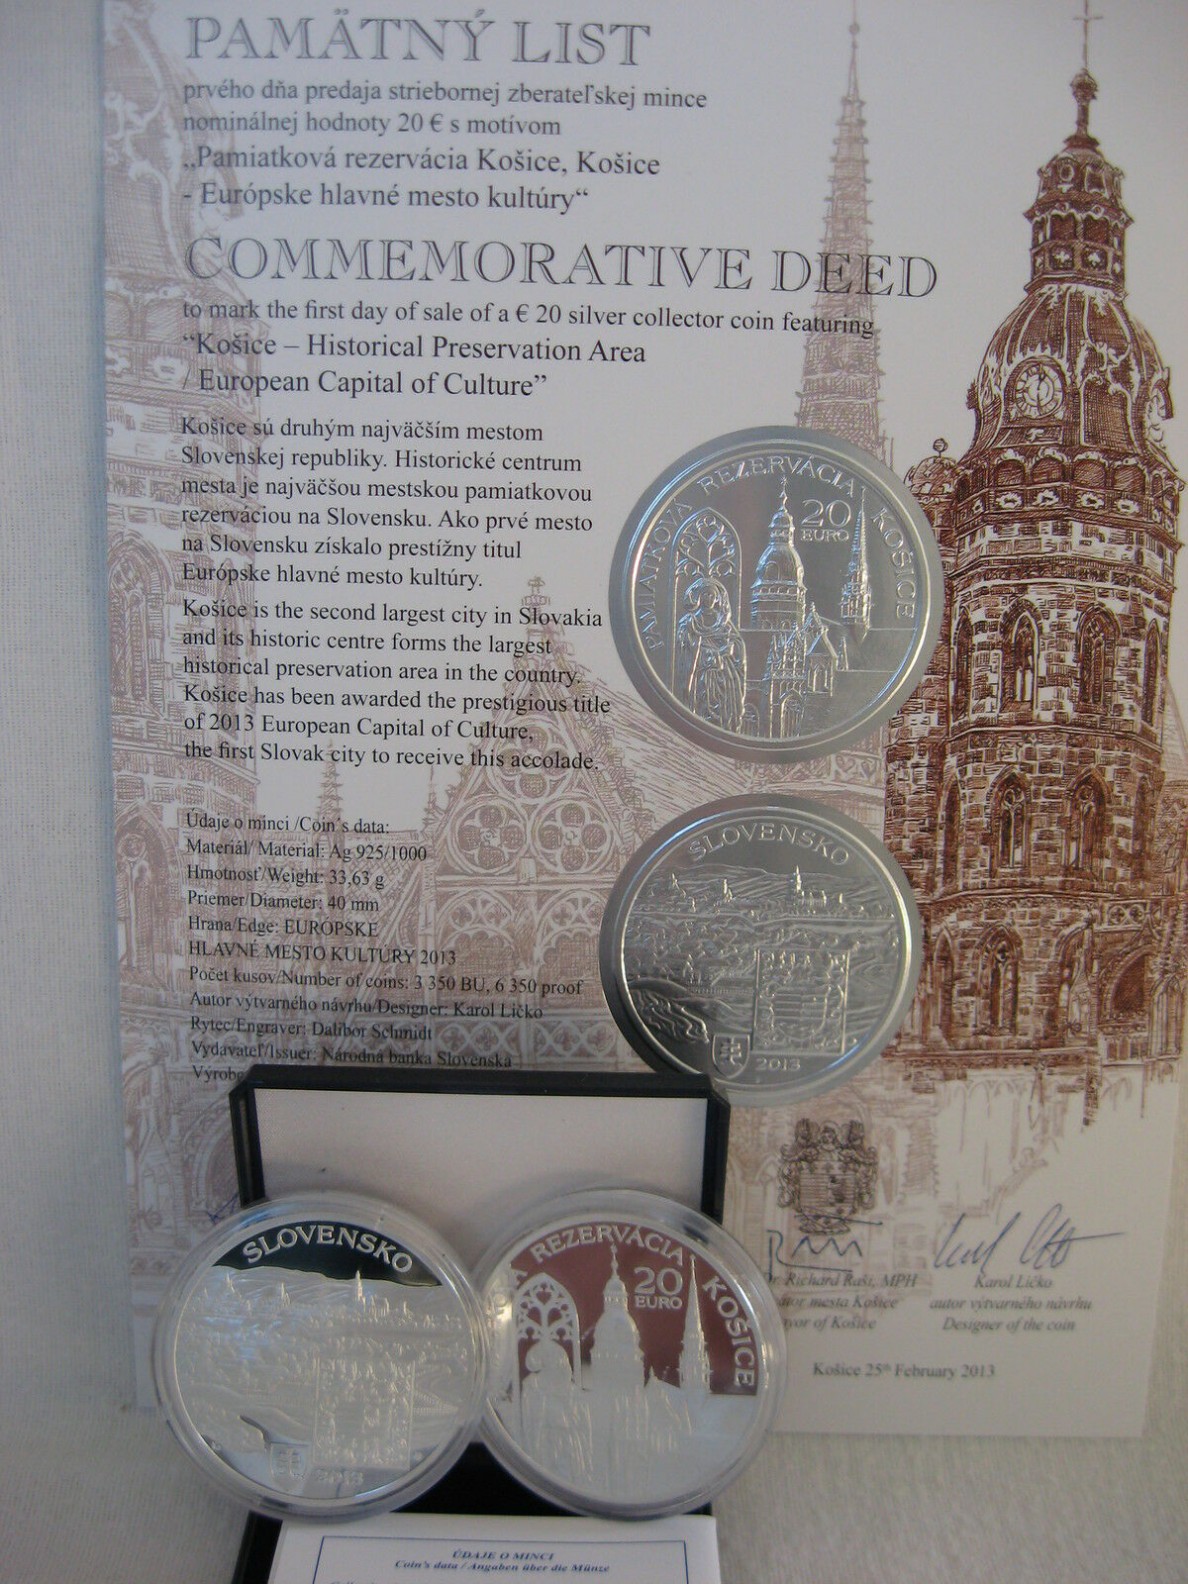 PAMÄTNÝ LIST
prvého dňa predaja striebornej zberateľskej mince
nominálnej hodnoty 20 € s motívom
„Pamiatková rezervácia Košice, Košice
- Európske hlavné mesto kultúry“
COMMEMORATIVE DEED
to mark the first day of sale of a € 20 silver collector coin featuring
“Košice – Historical Preservation Area
/ European Capital of Culture”
Košice sú druhým najväčším mestom
Slovenskej republiky. Historické centrum
mesta je najväčšou mestskou pamiatkovou
rezerváciou na Slovensku. Ako prvé mesto
na Slovensku získalo prestížny titul
Európske hlavné mesto kultúry.
Košice is the second largest city in Slovakia
and its historic centre forms the largest
historical preservation area in the country.
Košice has been awarded the prestigious title
of 2013 European Capital of Culture,
the first Slovak city to receive this accolade.
Údaje o minci /Coin´s data:
Materiál/ Material: Ag 925/1000
Hmotnosť/Weight: 33,63 g
Priemer/Diameter: 40 mm
Hrana/Edge: EURÓPSKE
HLAVNÉ MESTO KULTÚRY 2013
Počet kusov/Number of coins: 3 350 BU, 6 350 proof
Autor výtvarného návrhu/Designer: Karol Ličko
Rytec/Engraver: Dalibor Schmidt
Vydavateľ/Issuer: Národná banka Slovenska
Výrobc
PAMIATKOVÁ REZERVÁCIA KOŠICE
20
EURO
SLOVENSKO
2013
Richard Raši, MPH
mesta Košice
of Košice
Karol Ličko
autor výtvarného návrhu
Designer of the coin
Košice 25th February 2013
SLOVENSKO
2013
REZERVÁCIA KOŠICE
20
EURO
ÚDAJE O MINCI
Coin's data / Angaben über die Münze